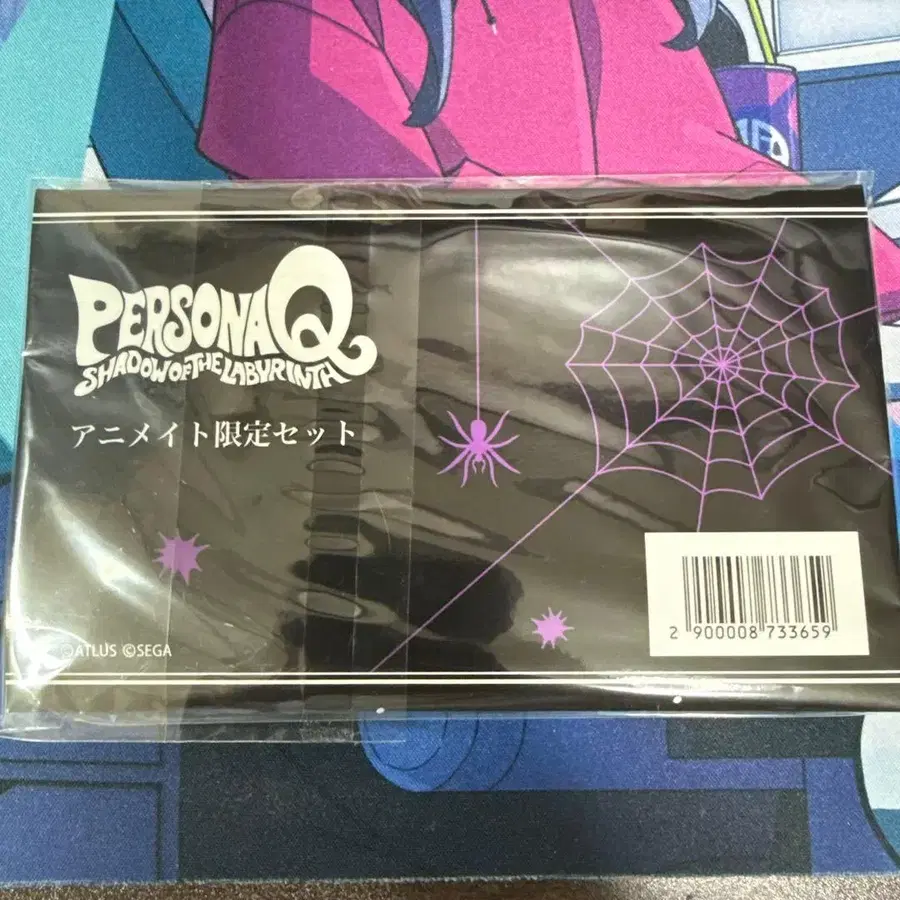 PERSONAQ
SHADOW OF THE LABYRINTH
アニメイト限定セット
©ATLUS ©SEGA
2 900008 733659